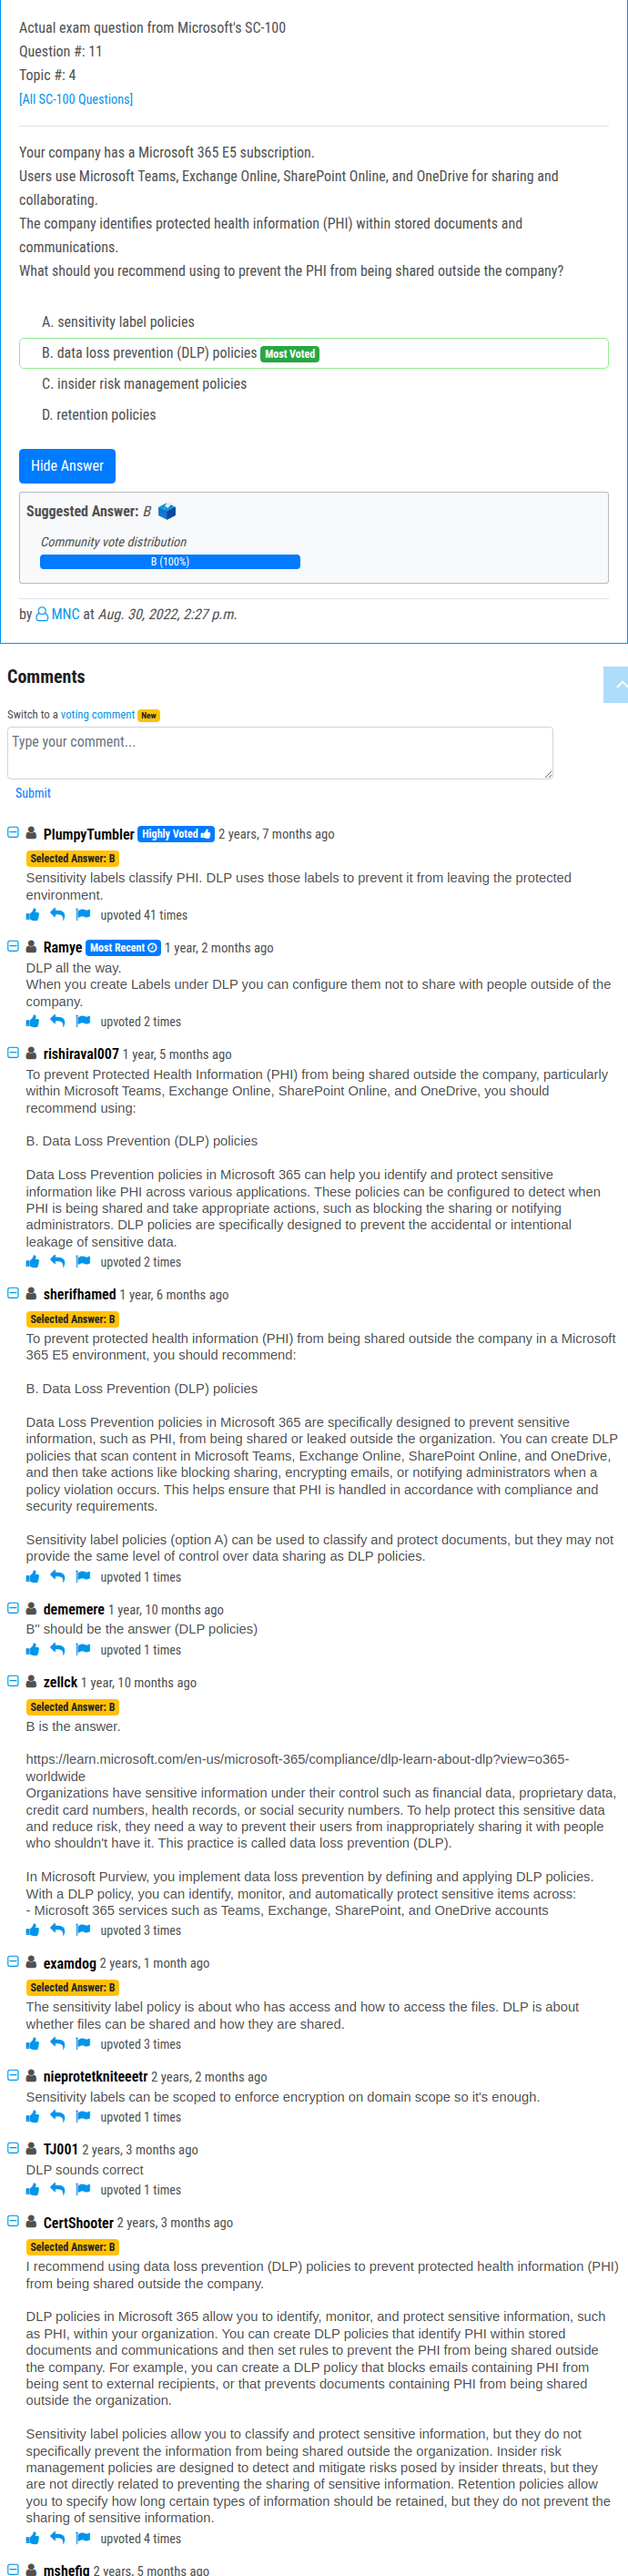 Actual exam question from Microsoft's SC-100
Question #: 11
Topic #: 4
[All SC-100 Questions]
Your company has a Microsoft 365 E5 subscription.
Users use Microsoft Teams, Exchange Online, SharePoint Online, and OneDrive for sharing and
collaborating.
The company identifies protected health information (PHI) within stored documents and
communications.
What should you recommend using to prevent the PHI from being shared outside the company?
A. sensitivity label policies
B. data loss prevention (DLP) policies Most Voted
C. insider risk management policies
D. retention policies
Hide Answer
Suggested Answer: B
Community vote distribution
B (100%)
by MNC at Aug. 30, 2022, 2:27 p.m.
Comments
Switch to a voting comment New
Type your comment...
Submit
PlumpyTumbler Highly Voted 2 years, 7 months ago
Selected Answer: B
Sensitivity labels classify PHI. DLP uses those labels to prevent it from leaving the protected
environment.
upvoted 41 times
Ramye Most Recent 1 year, 2 months ago
DLP all the way.
When you create Labels under DLP you can configure them not to share with people outside of the
company.
upvoted 2 times
rishiraval007 1 year, 5 months ago
To prevent Protected Health Information (PHI) from being shared outside the company, particularly
within Microsoft Teams, Exchange Online, SharePoint Online, and OneDrive, you should
recommend using:
B. Data Loss Prevention (DLP) policies
Data Loss Prevention policies in Microsoft 365 can help you identify and protect sensitive
information like PHI across various applications. These policies can be configured to detect when
PHI is being shared and take appropriate actions, such as blocking the sharing or notifying
administrators. DLP policies are specifically designed to prevent the accidental or intentional
leakage of sensitive data.
upvoted 2 times
sherifhamed 1 year, 6 months ago
Selected Answer: B
To prevent protected health information (PHI) from being shared outside the company in a Microsoft
365 E5 environment, you should recommend:
B. Data Loss Prevention (DLP) policies
Data Loss Prevention policies in Microsoft 365 are specifically designed to prevent sensitive
information, such as PHI, from being shared or leaked outside the organization. You can create DLP
policies that scan content in Microsoft Teams, Exchange Online, SharePoint Online, and OneDrive,
and then take actions like blocking sharing, encrypting emails, or notifying administrators when a
policy violation occurs. This helps ensure that PHI is handled in accordance with compliance and
security requirements.
Sensitivity label policies (option A) can be used to classify and protect documents, but they may not
provide the same level of control over data sharing as DLP policies.
upvoted 1 times
dememere 1 year, 10 months ago
B" should be the answer (DLP policies)
upvoted 1 times
zellck 1 year, 10 months ago
Selected Answer: B
B is the answer.
https://learn.microsoft.com/en-us/microsoft-365/compliance/dlp-learn-about-dlp?view=o365-
worldwide
Organizations have sensitive information under their control such as financial data, proprietary data,
credit card numbers, health records, or social security numbers. To help protect this sensitive data
and reduce risk, they need a way to prevent their users from inappropriately sharing it with people
who shouldn't have it. This practice is called data loss prevention (DLP).
In Microsoft Purview, you implement data loss prevention by defining and applying DLP policies.
With a DLP policy, you can identify, monitor, and automatically protect sensitive items across:
- Microsoft 365 services such as Teams, Exchange, SharePoint, and OneDrive accounts
upvoted 3 times
examdog 2 years, 1 month ago
Selected Answer: B
The sensitivity label policy is about who has access and how to access the files. DLP is about
whether files can be shared and how they are shared.
upvoted 3 times
nieprotetkniteeetr 2 years, 2 months ago
Sensitivity labels can be scoped to enforce encryption on domain scope so it's enough.
upvoted 1 times
TJ001 2 years, 3 months ago
DLP sounds correct
upvoted 1 times
CertShooter 2 years, 3 months ago
Selected Answer: B
I recommend using data loss prevention (DLP) policies to prevent protected health information (PHI)
from being shared outside the company.
DLP policies in Microsoft 365 allow you to identify, monitor, and protect sensitive information, such
as PHI, within your organization. You can create DLP policies that identify PHI within stored
documents and communications and then set rules to prevent the PHI from being shared outside
the company. For example, you can create a DLP policy that blocks emails containing PHI from
being sent to external recipients, or that prevents documents containing PHI from being shared
outside the organization.
Sensitivity label policies allow you to classify and protect sensitive information, but they do not
specifically prevent the information from being shared outside the organization. Insider risk
management policies are designed to detect and mitigate risks posed by insider threats, but they
are not directly related to preventing the sharing of sensitive information. Retention policies allow
you to specify how long certain types of information should be retained, but they do not prevent the
sharing of sensitive information.
upvoted 4 times
mshefiq 2 years, 5 months ago